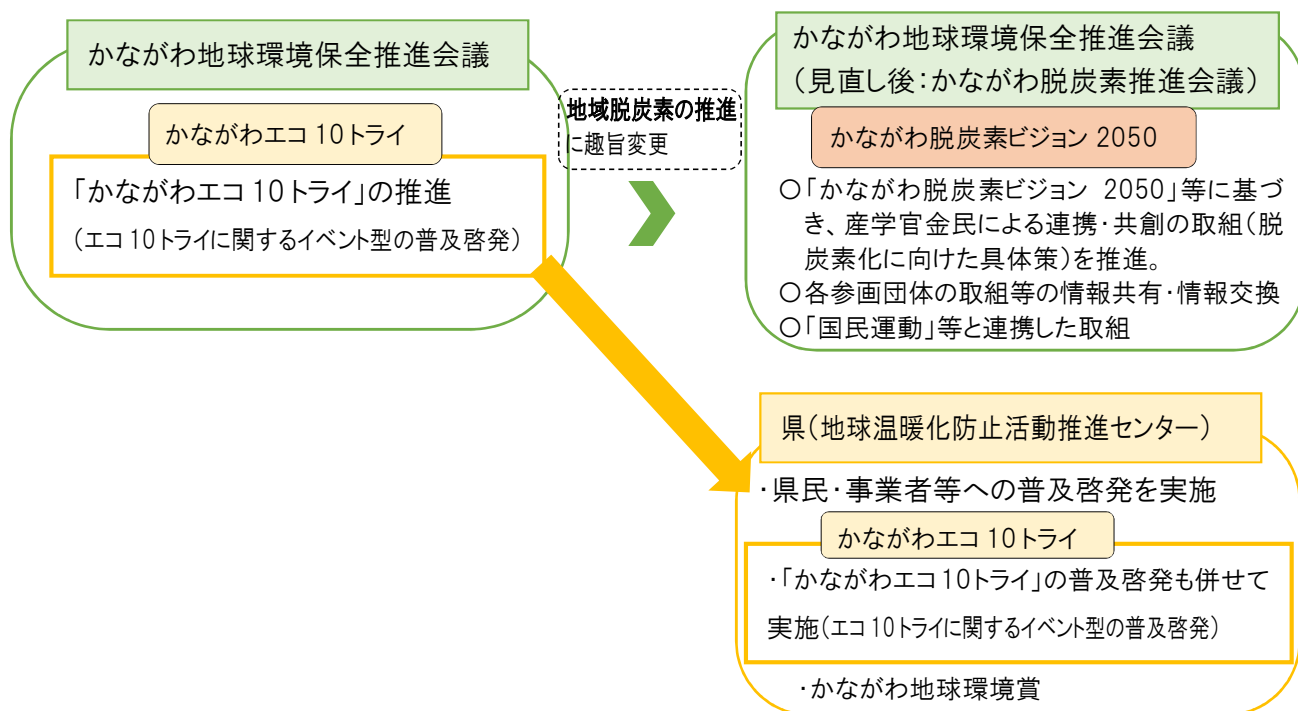 かながわ地球環境保全推進会議
かながわエコ10トライ
「かながわエコ10トライ」の推進
（エコ10トライに関するイベント型の普及啓発）
地域脱炭素の推進
に趣旨変更
かながわ地球環境保全推進会議
（見直し後：かながわ脱炭素推進会議）
かながわ脱炭素ビジョン 2050
○「かながわ脱炭素ビジョン 2050」等に基づ
き、産学官金民による連携・共創の取組（脱
炭素化に向けた具体策）を推進。
○各参画団体の取組等の情報共有・情報交換
○「国民運動」等と連携した取組
県（地球温暖化防止活動推進センター）
・県民・事業者等への普及啓発を実施
かながわエコ10トライ
・「かながわエコ10トライ」の普及啓発も併せて
実施（エコ10トライに関するイベント型の普及啓発）
・かながわ地球環境賞